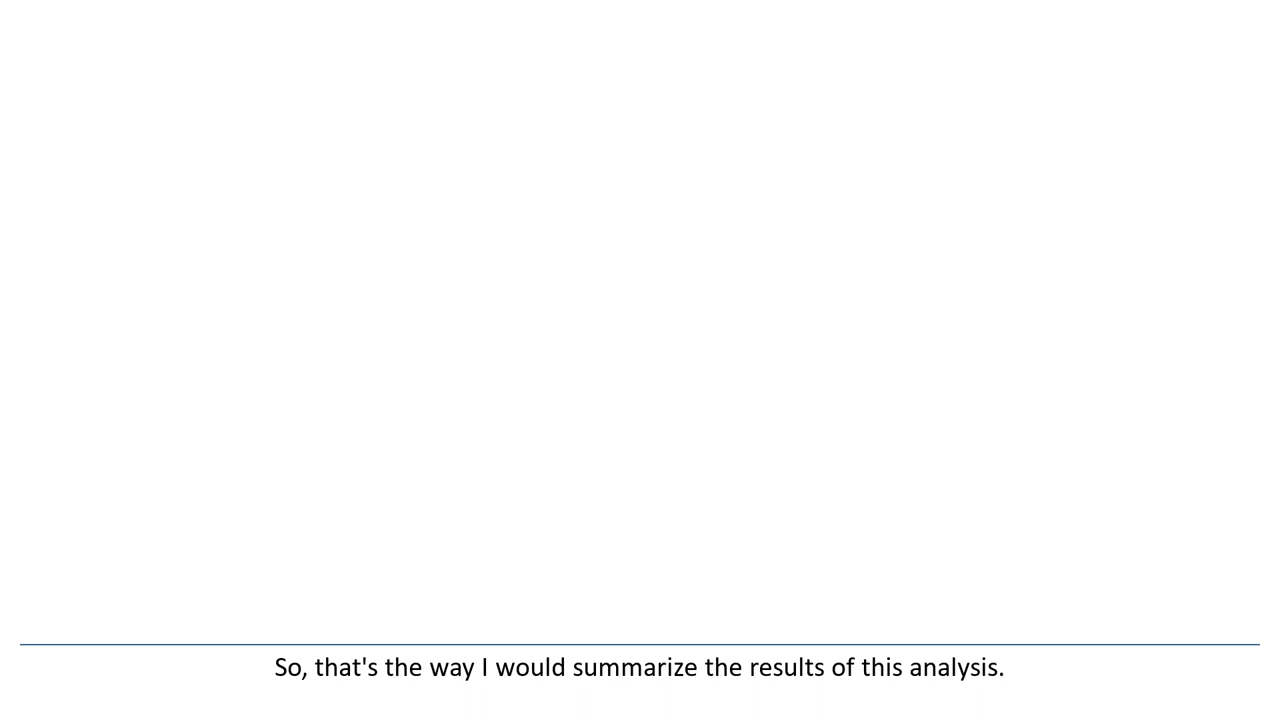 So, that's the way I would summarize the results of this analysis.